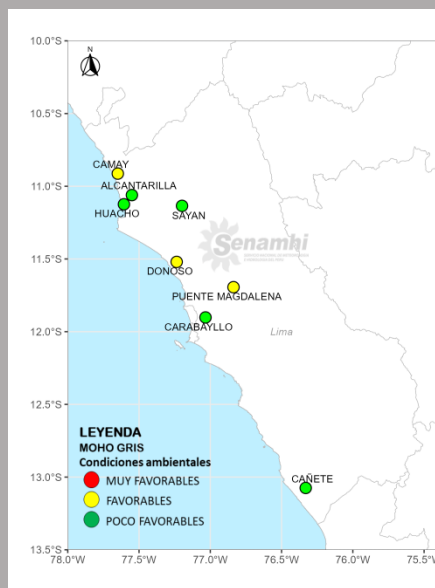 10.0°S
N
10.5°S
CAMAY
11.0°S
ALCANTARILLA
HUACHO
SAYAN
Senamhi
11.5°S
DONOSO
PUENTE MAGDALENA
12.0°S
CARABAYLLO
Lima
12.5°S
LEYENDA
MOHO GRIS
Condiciones ambientales
MUY FAVORABLES
FAVORABLES
POCO FAVORABLES
CAÑETE
13.0°S
13.5°S
78.0°W
77.5°W
77.0°W
76.5°W
76.0°W
75.5°